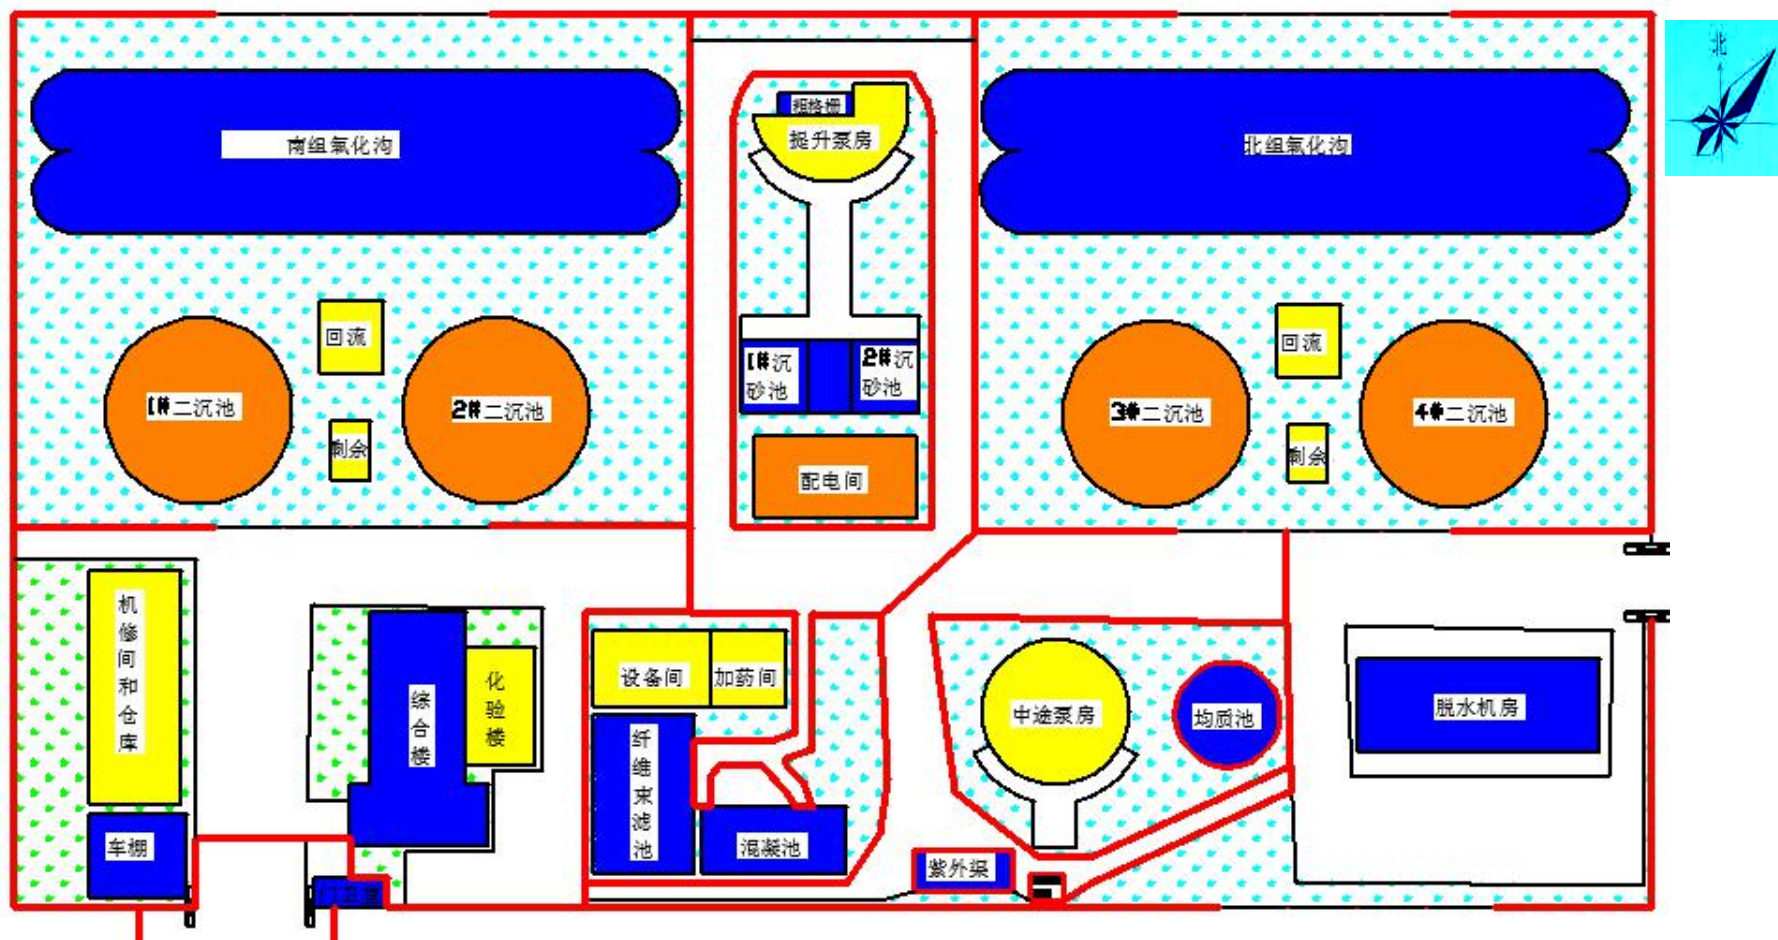 北
粗格栅
提升泵房
南组氧化沟
北组氧化沟
回流
回流
1#沉
砂池
2#沉
砂池
1#二沉池
2#二沉池
3#二沉池
4#二沉池
剩余
剩余
配电间
机修间和仓库
综合楼
化验楼
设备间
加药间
中途泵房
均质池
脱水机房
纤维束滤池
车棚
混凝池
紫外渠